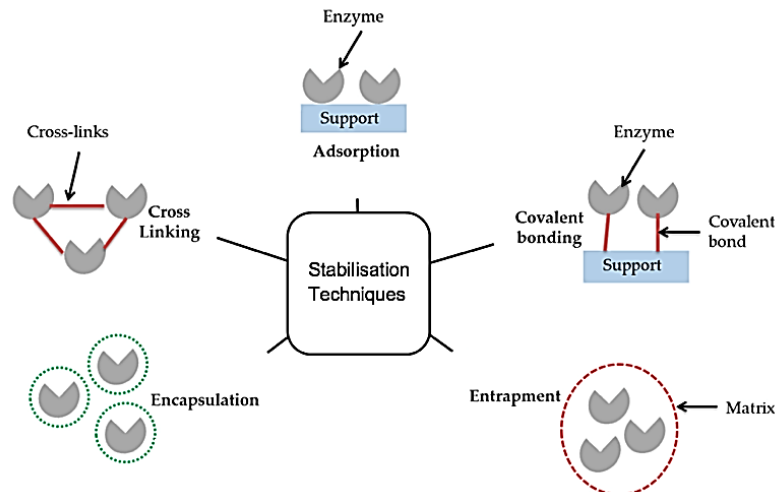 Enzyme
Support
Adsorption
Cross-links
Cross
Linking
Enzyme
Covalent
bonding
Covalent
bond
Support
Stabilisation
Techniques
Encapsulation
Entrapment
Matrix